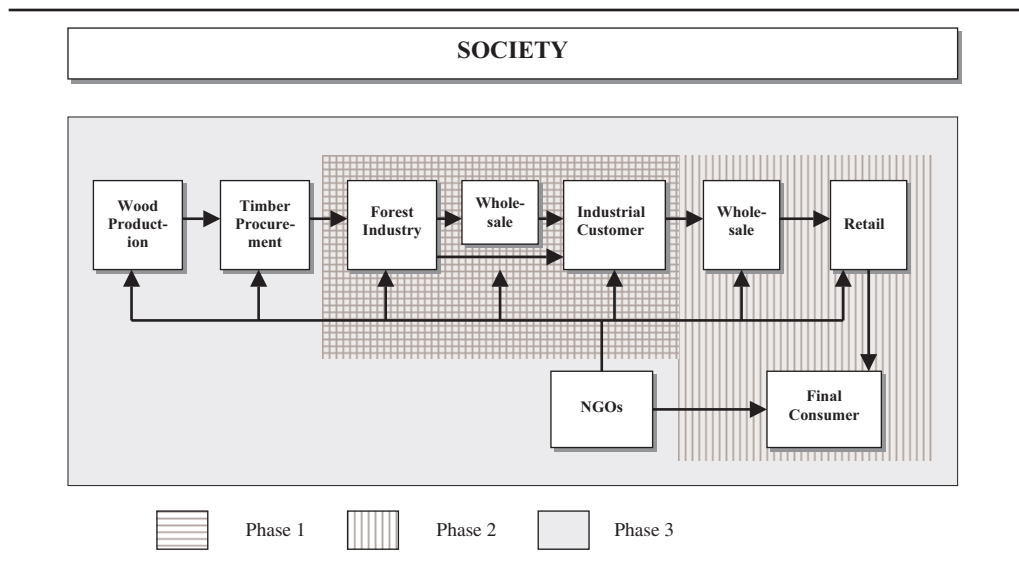 SOCIETY
Wood
Product-
ion
Timber
Procure-
ment
Forest
Industry
Whole-
sale
Industrial
Customer
Whole-
sale
Retail
NGOs
Final
Consumer
Phase 1
Phase 2
Phase 3